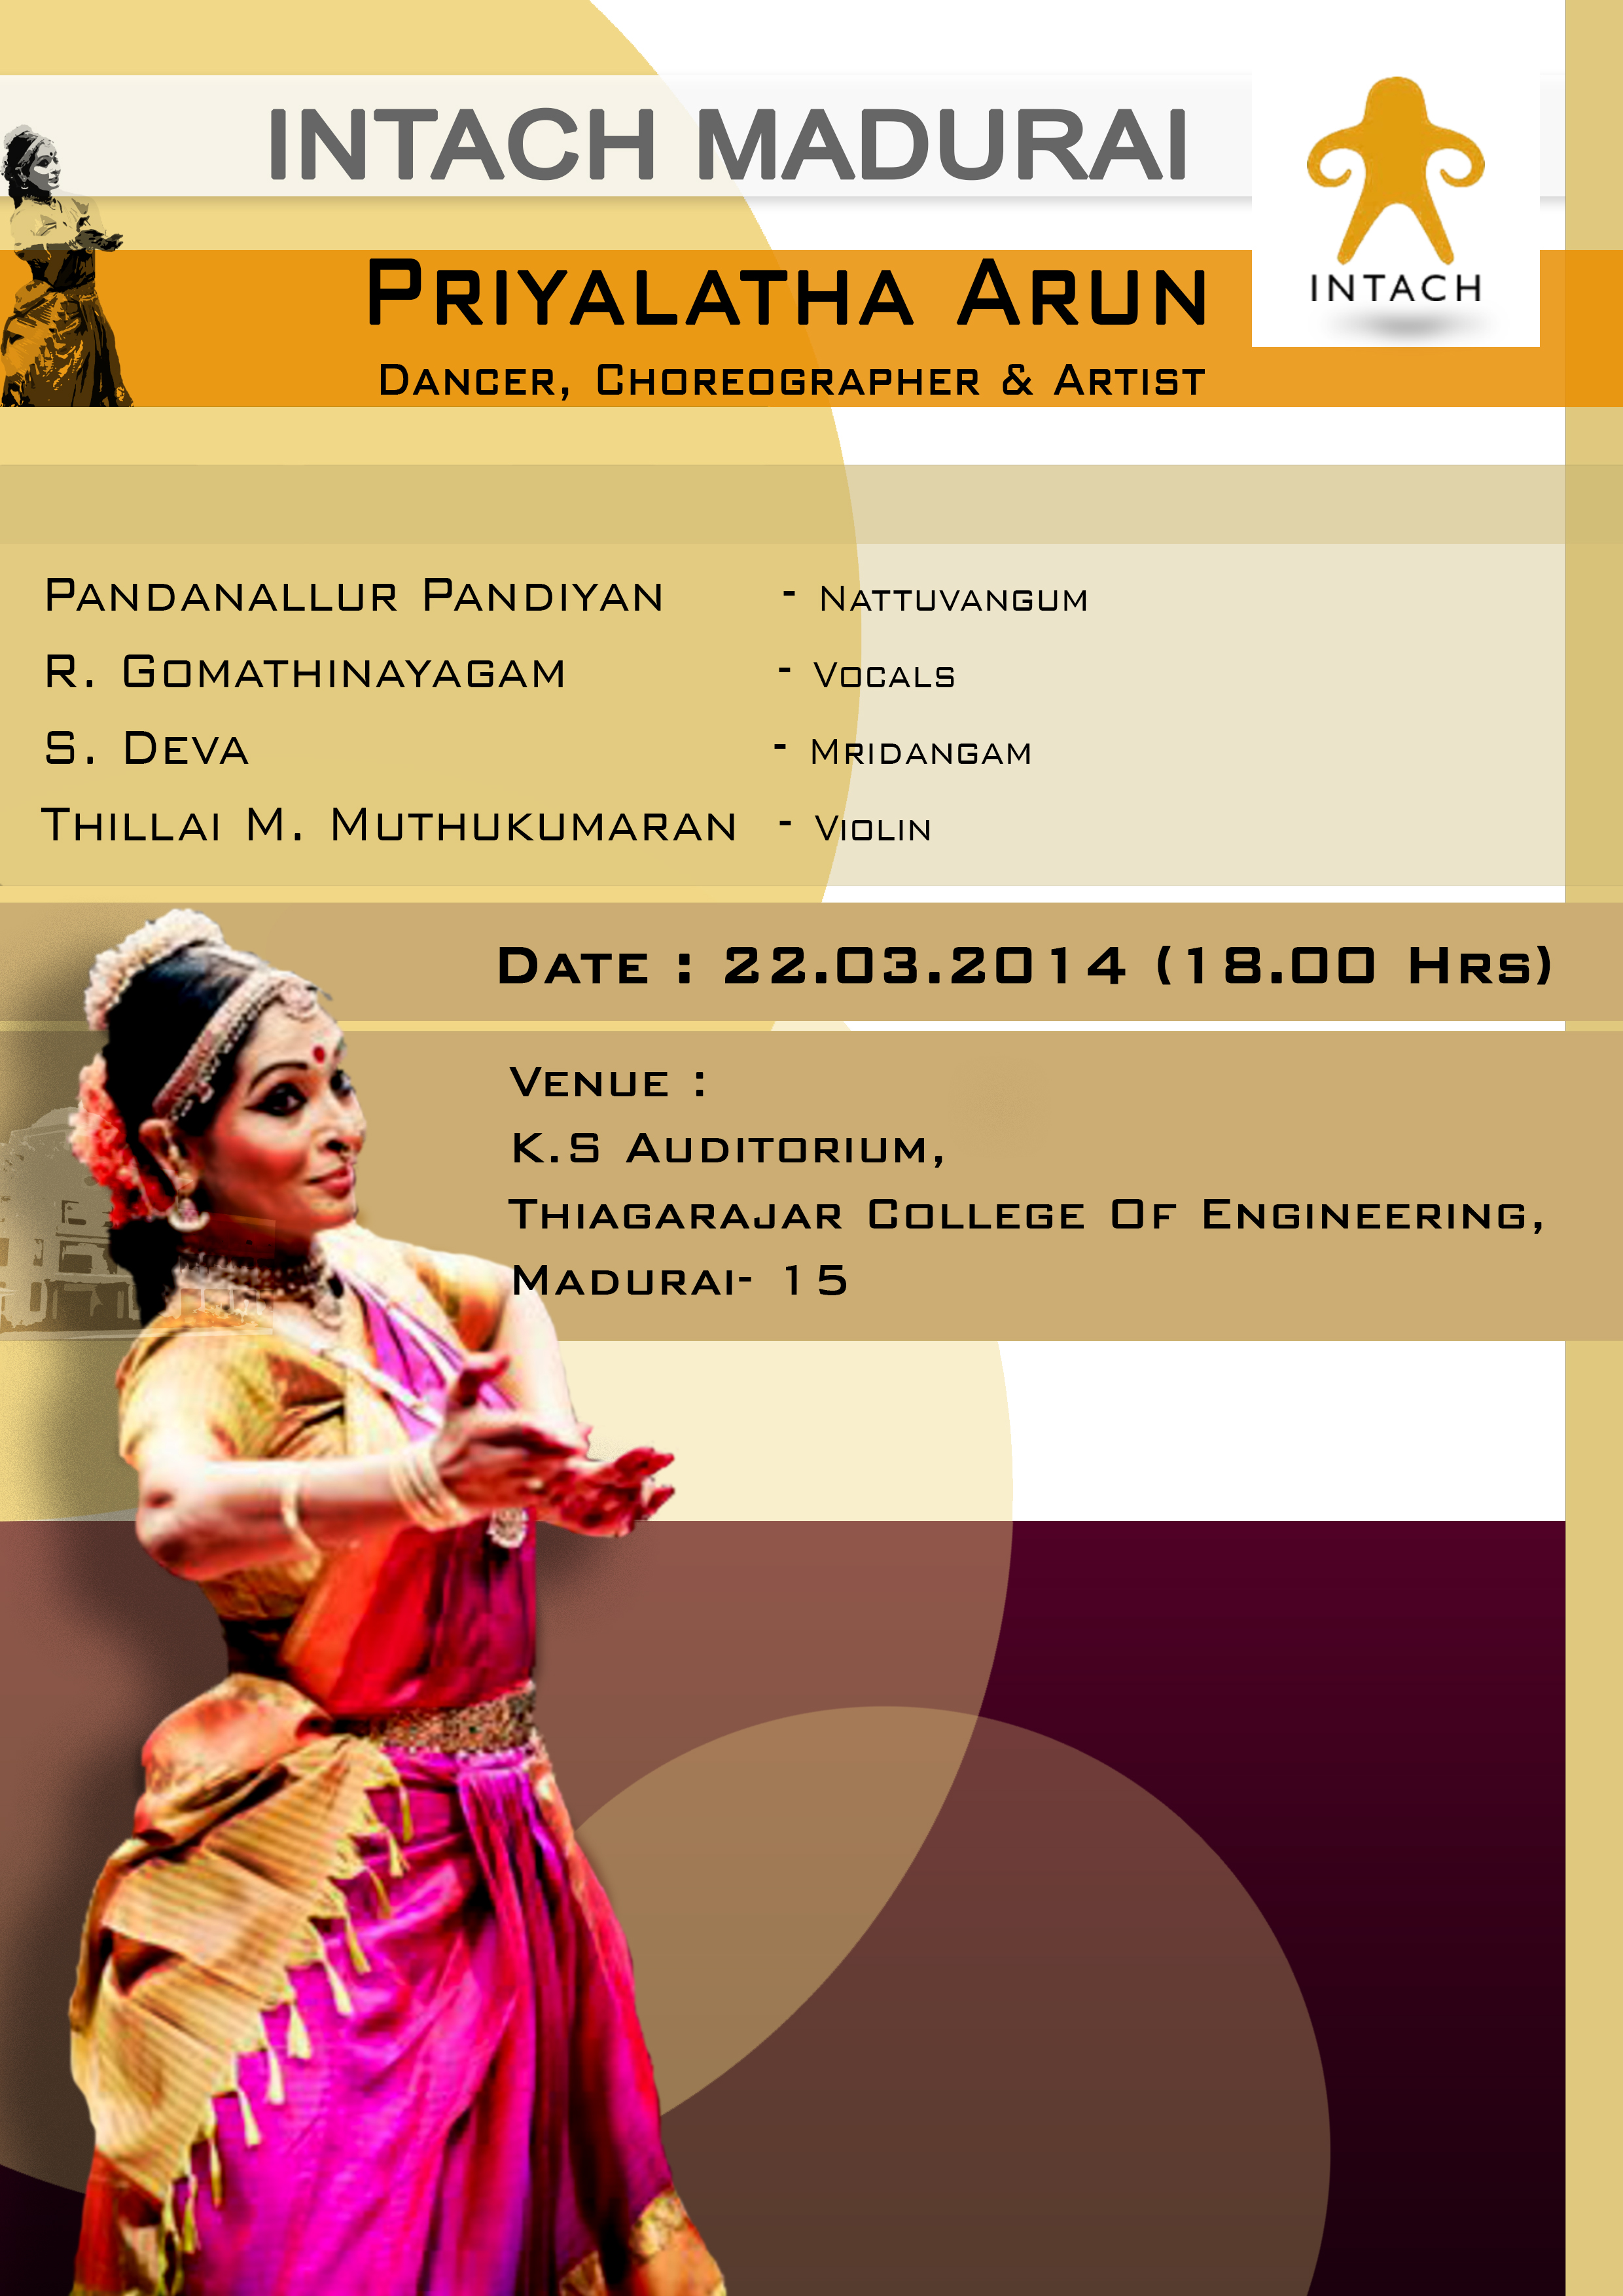 INTACH MADURAI
INTACH
Priyalatha Arun
Dancer, Choreographer & Artist
Pandanallur Pandiyan - Nattuvangum
R. Gomathinayagam - Vocals
S. Deva - Mridangam
Thillai M. Muthukumaran - Violin
Date : 22.03.2014 (18.00 Hrs)
Venue :
K.S Auditorium,
Thiagarajar College Of Engineering,
Madurai- 15